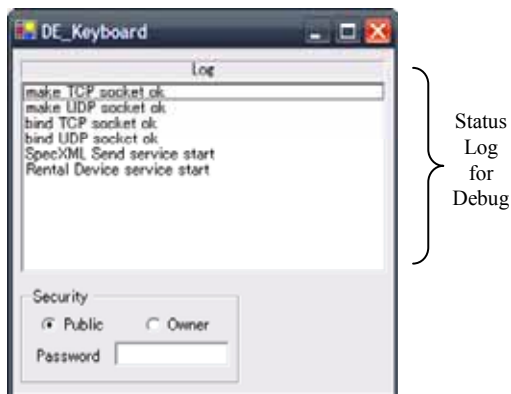 DE_Keyboard
Log
make TCP socket ok
make UDP socket ok
bind TCP socket ok
bind UDP socket ok
SpecXML Send service start
Rental Device service start
Status
Log
for
Debug
Security
Public Owner
Password